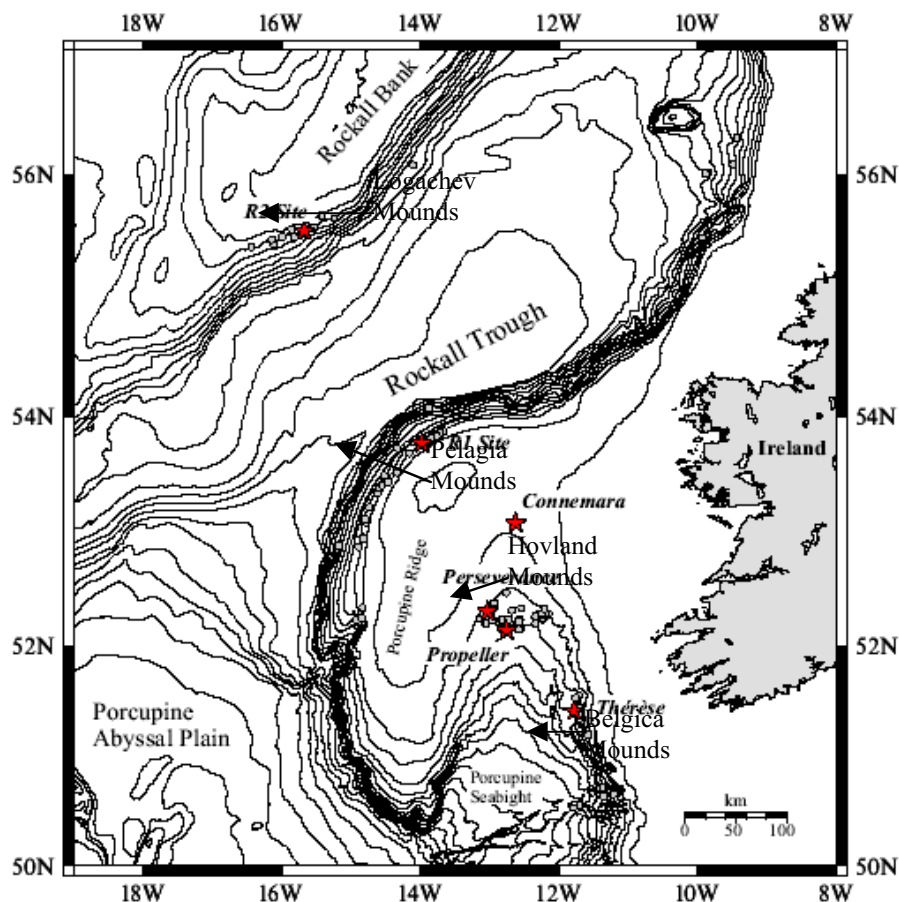 18W 16W 14W 12W 10W 8W
Rockall Bank
56N 56N
Logachev
R2 Site
Mounds
Rockall Trough
54N 54N
R1 Site
Ireland
Pelagia
Mounds
Connemara
Hovland
Mounds
Porcupine Ridge
52N 52N
Propeller
Thérèse
Belgica
Mounds
Porcupine
Abyssal Plain
Porcupine
Seabight
km
0 50 100
50N 50N
18W 16W 14W 12W 10W 8W